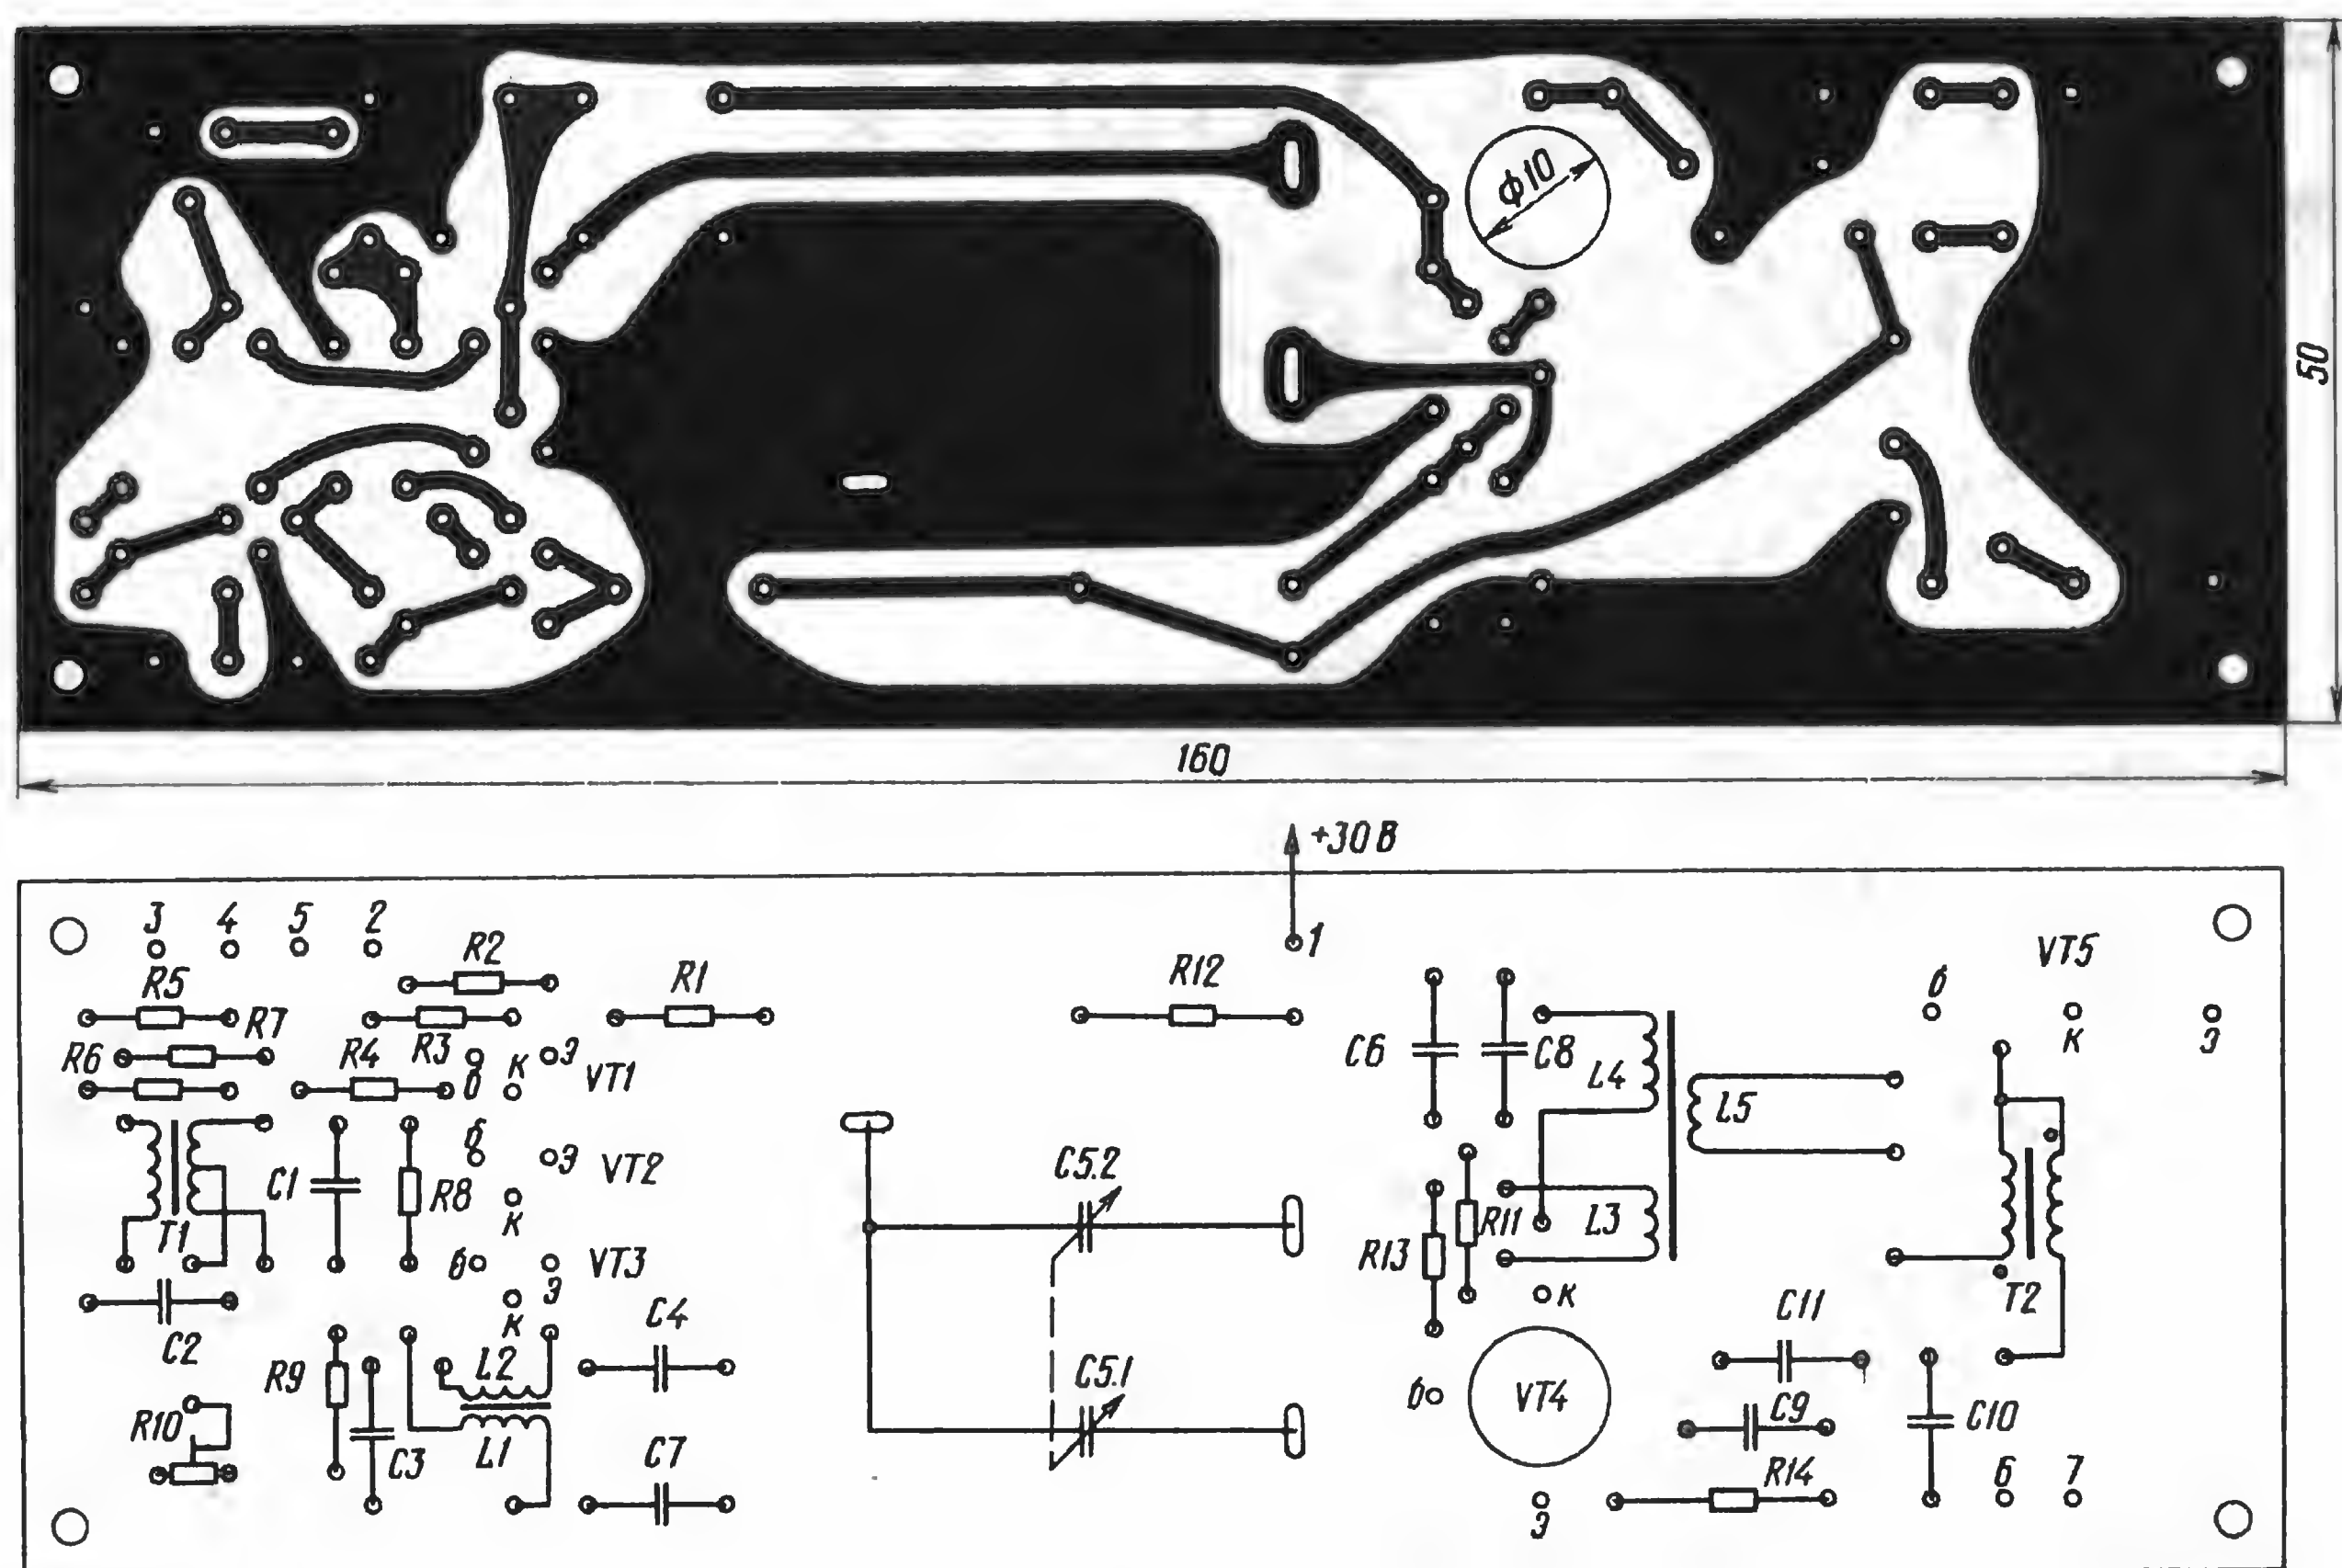 ф10
50
160
+30 В
3 4 5 2
1
R2
VT5
R5
R1
R12
б
R7
К
Э
R6
R4
R3
б
К
Э
VT1
C6
C8
L4
L5
C1
R8
б
Э
VT2
К
C5.2
T1
R13
R11
L3
б
VT3
Э
К
К
C11
T2
C2
R9
L2
C4
C5.1
R10
C3
L1
C7
б
VT4
C9
C10
R14
6 7
Э